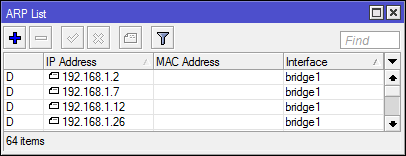 ARP List
Find
IP Address MAC Address Interface
D 192.168.1.2 bridge1
D 192.168.1.7 bridge1
D 192.168.1.12 bridge1
D 192.168.1.26 bridge1
64 items